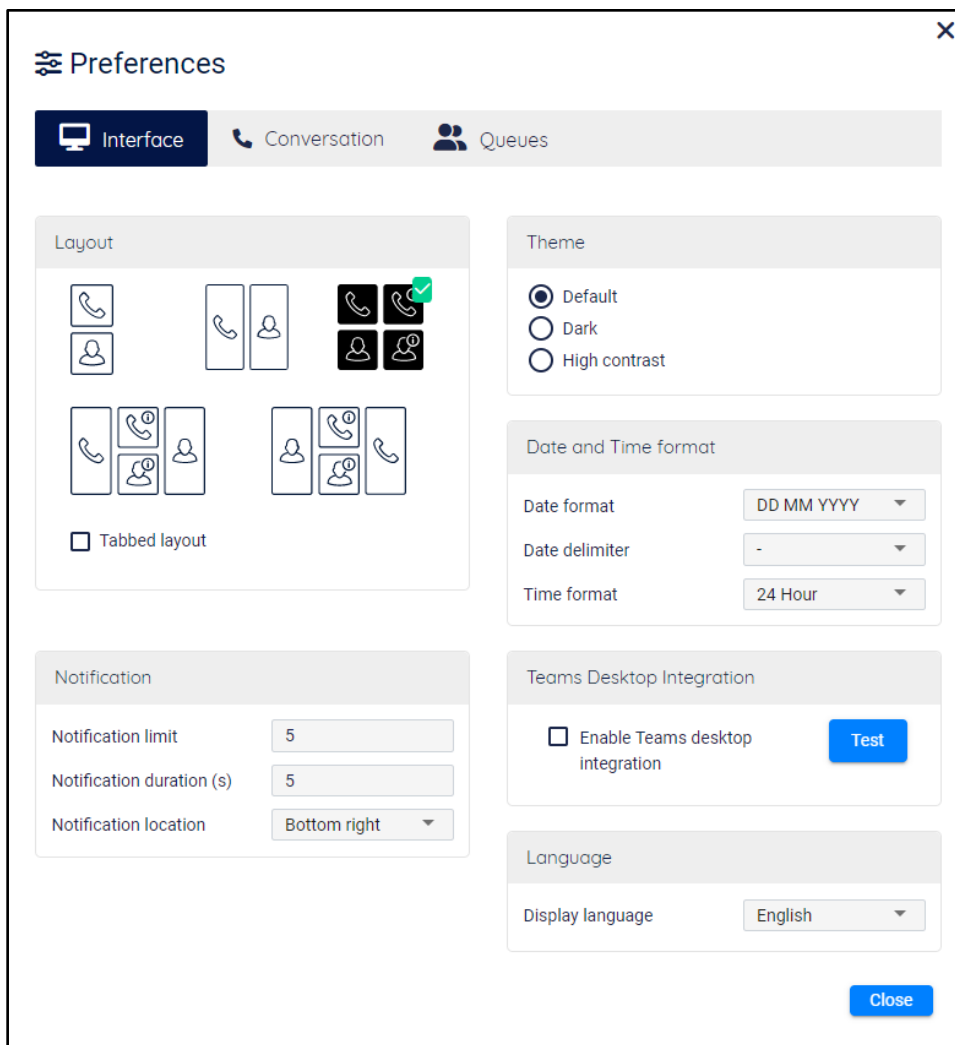 Preferences
Interface
Conversation
Queues
Layout
Tabbed layout
Theme
Default
Dark
High contrast
Date and Time format
Date format DD MM YYYY
Date delimiter -
Time format 24 Hour
Notification
Notification limit 5
Notification duration (s) 5
Notification location Bottom right
Teams Desktop Integration
Enable Teams desktop
integration
Test
Language
Display language English
Close